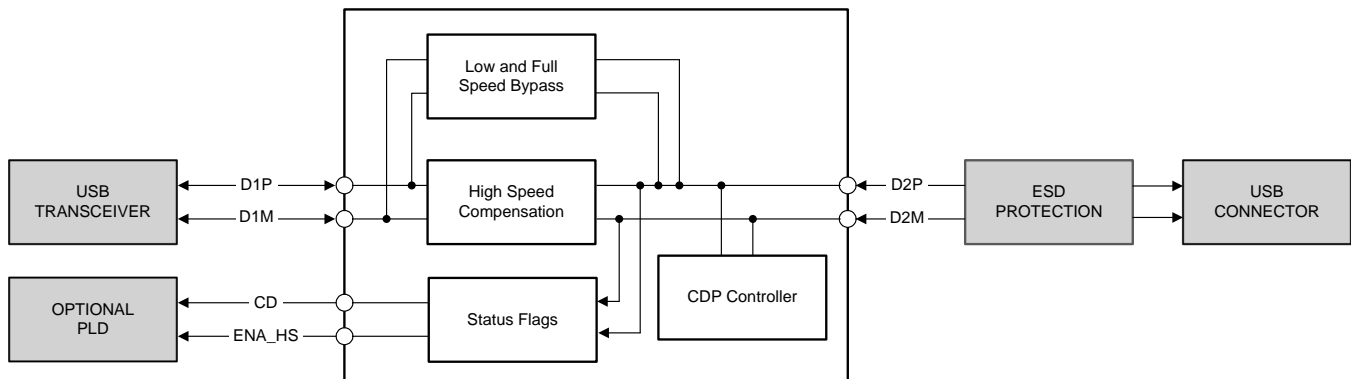 Low and Full
Speed Bypass
USB
TRANSCEIVER
D1P
D1M
High Speed
Compensation
D2P
D2M
ESD
PROTECTION
USB
CONNECTOR
OPTIONAL
PLD
CD
ENA_HS
Status Flags
CDP Controller